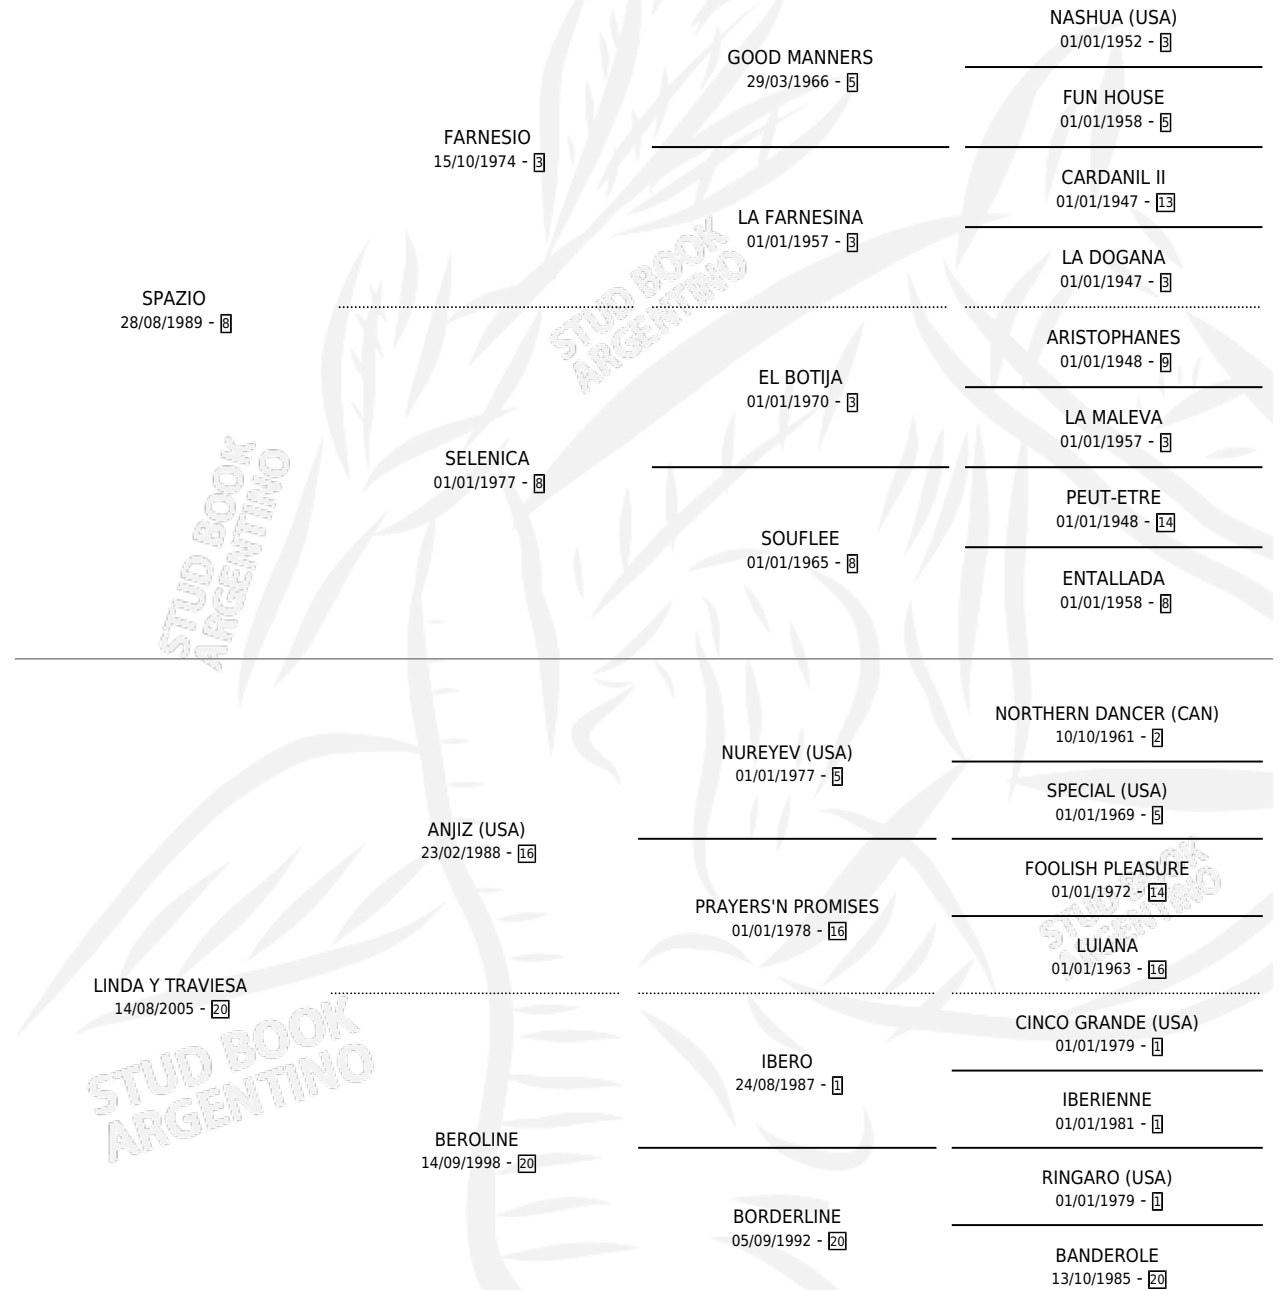 NASHUA (USA)
01/01/1952 - 3
GOOD MANNERS
29/03/1966 - 5
FUN HOUSE
01/01/1958 - 5
FARNESIO
15/10/1974 - 3
CARDANIL II
01/01/1947 - 13
LA FARNESINA
01/01/1957 - 3
LA DOGANA
01/01/1947 - 3
SPAZIO
28/08/1989 - 8
ARISTOPHANES
01/01/1948 - 9
EL BOTIJA
01/01/1970 - 3
LA MALEVA
01/01/1957 - 3
SELENICA
01/01/1977 - 8
PEUT-ETRE
01/01/1948 - 14
SOUFLEE
01/01/1965 - 8
ENTALLADA
01/01/1958 - 8
NORTHERN DANCER (CAN)
10/10/1961 - 2
NUREYEV (USA)
01/01/1977 - 5
SPECIAL (USA)
01/01/1969 - 5
ANJIZ (USA)
23/02/1988 - 16
FOOLISH PLEASURE
01/01/1972 - 14
PRAYERS'N PROMISES
01/01/1978 - 16
LUIANA
01/01/1963 - 16
LINDA Y TRAVIESA
14/08/2005 - 20
CINCO GRANDE (USA)
01/01/1979 - 1
IBERO
24/08/1987 - 1
IBERIENNE
01/01/1981 - 1
BEROLINE
14/09/1998 - 20
RINGARO (USA)
01/01/1979 - 1
BORDERLINE
05/09/1992 - 20
BANDEROLE
13/10/1985 - 20
STUD BOOK
ARGENTINO
STUD BOOK
ARGENTINO
STUD BOOK
ARGENTINO
STUD BOOK
ARGENTINO